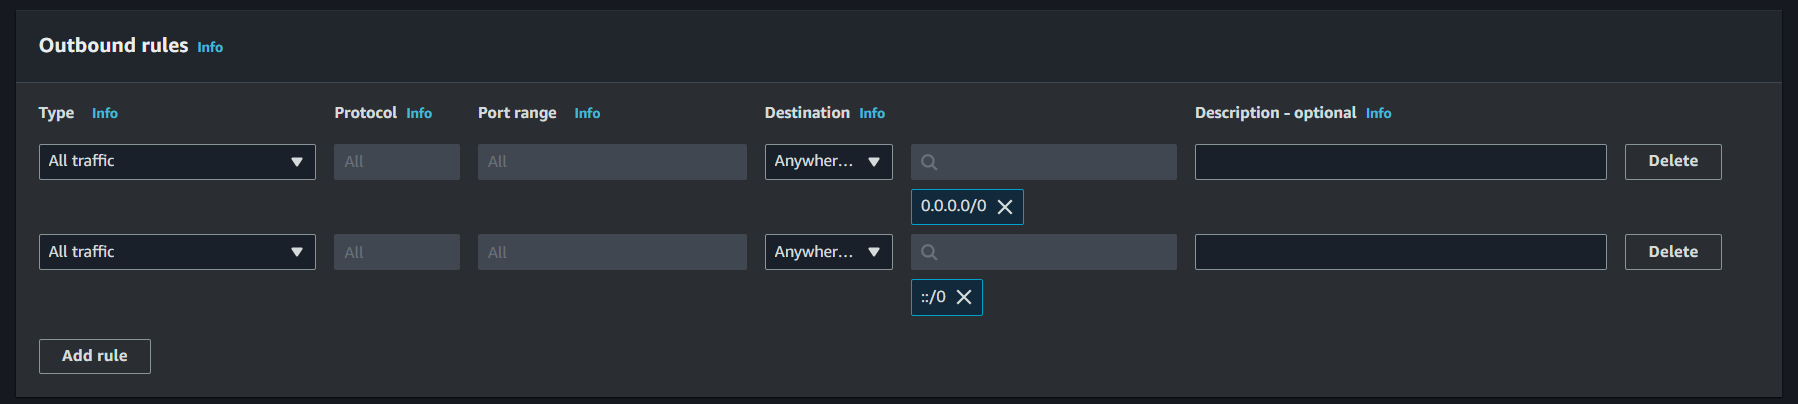 Outbound rules Info
Type Info Protocol Info Port range Info Destination Info Description - optional Info
All traffic All All Anywher... Delete
0.0.0.0/0
All traffic All All Anywher... Delete
::/0
Add rule